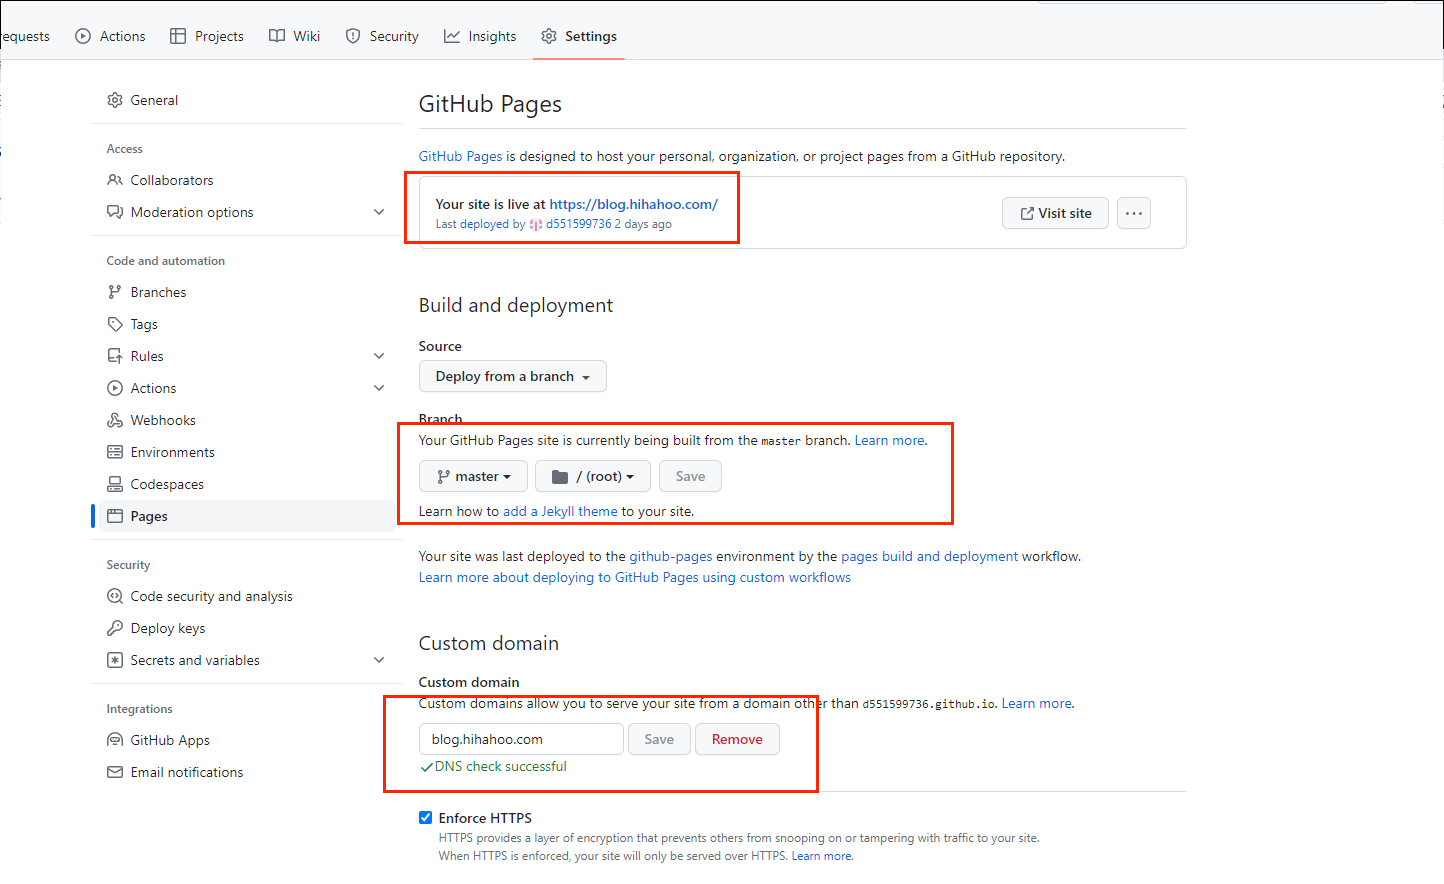 requests Actions Projects Wiki Security Insights Settings
General
Access
Collaborators
Moderation options
Code and automation
Branches
Tags
Rules
Actions
Webhooks
Environments
Codespaces
Pages
Security
Code security and analysis
Deploy keys
Secrets and variables
Integrations
GitHub Apps
Email notifications
GitHub Pages
GitHub Pages is designed to host your personal, organization, or project pages from a GitHub repository.
Your site is live at https://blog.hihahoo.com/
Last deployed by d551599736 2 days ago
Visit site
Build and deployment
Source
Deploy from a branch
Branch
Your GitHub Pages site is currently being built from the master branch. Learn more.
master / (root) Save
Learn how to add a Jekyll theme to your site.
Your site was last deployed to the github-pages environment by the pages build and deployment workflow.
Learn more about deploying to GitHub Pages using custom workflows
Custom domain
Custom domain
Custom domains allow you to serve your site from a domain other than d551599736.github.io. Learn more.
blog.hihahoo.com Save Remove
DNS check successful
Enforce HTTPS
HTTPS provides a layer of encryption that prevents others from snooping on or tampering with traffic to your site.
When HTTPS is enforced, your site will only be served over HTTPS. Learn more.